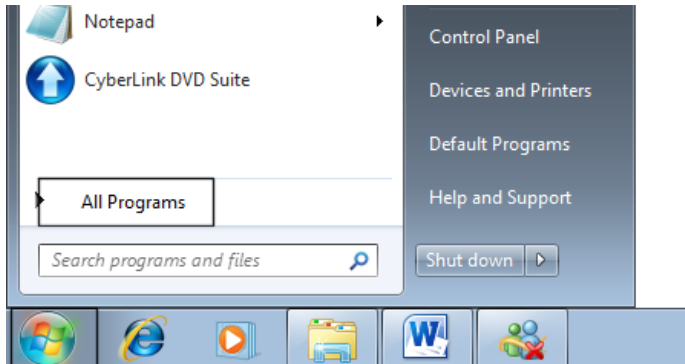 Notepad
CyberLink DVD Suite
All Programs
Search programs and files
Control Panel
Devices and Printers
Default Programs
Help and Support
Shut down
W